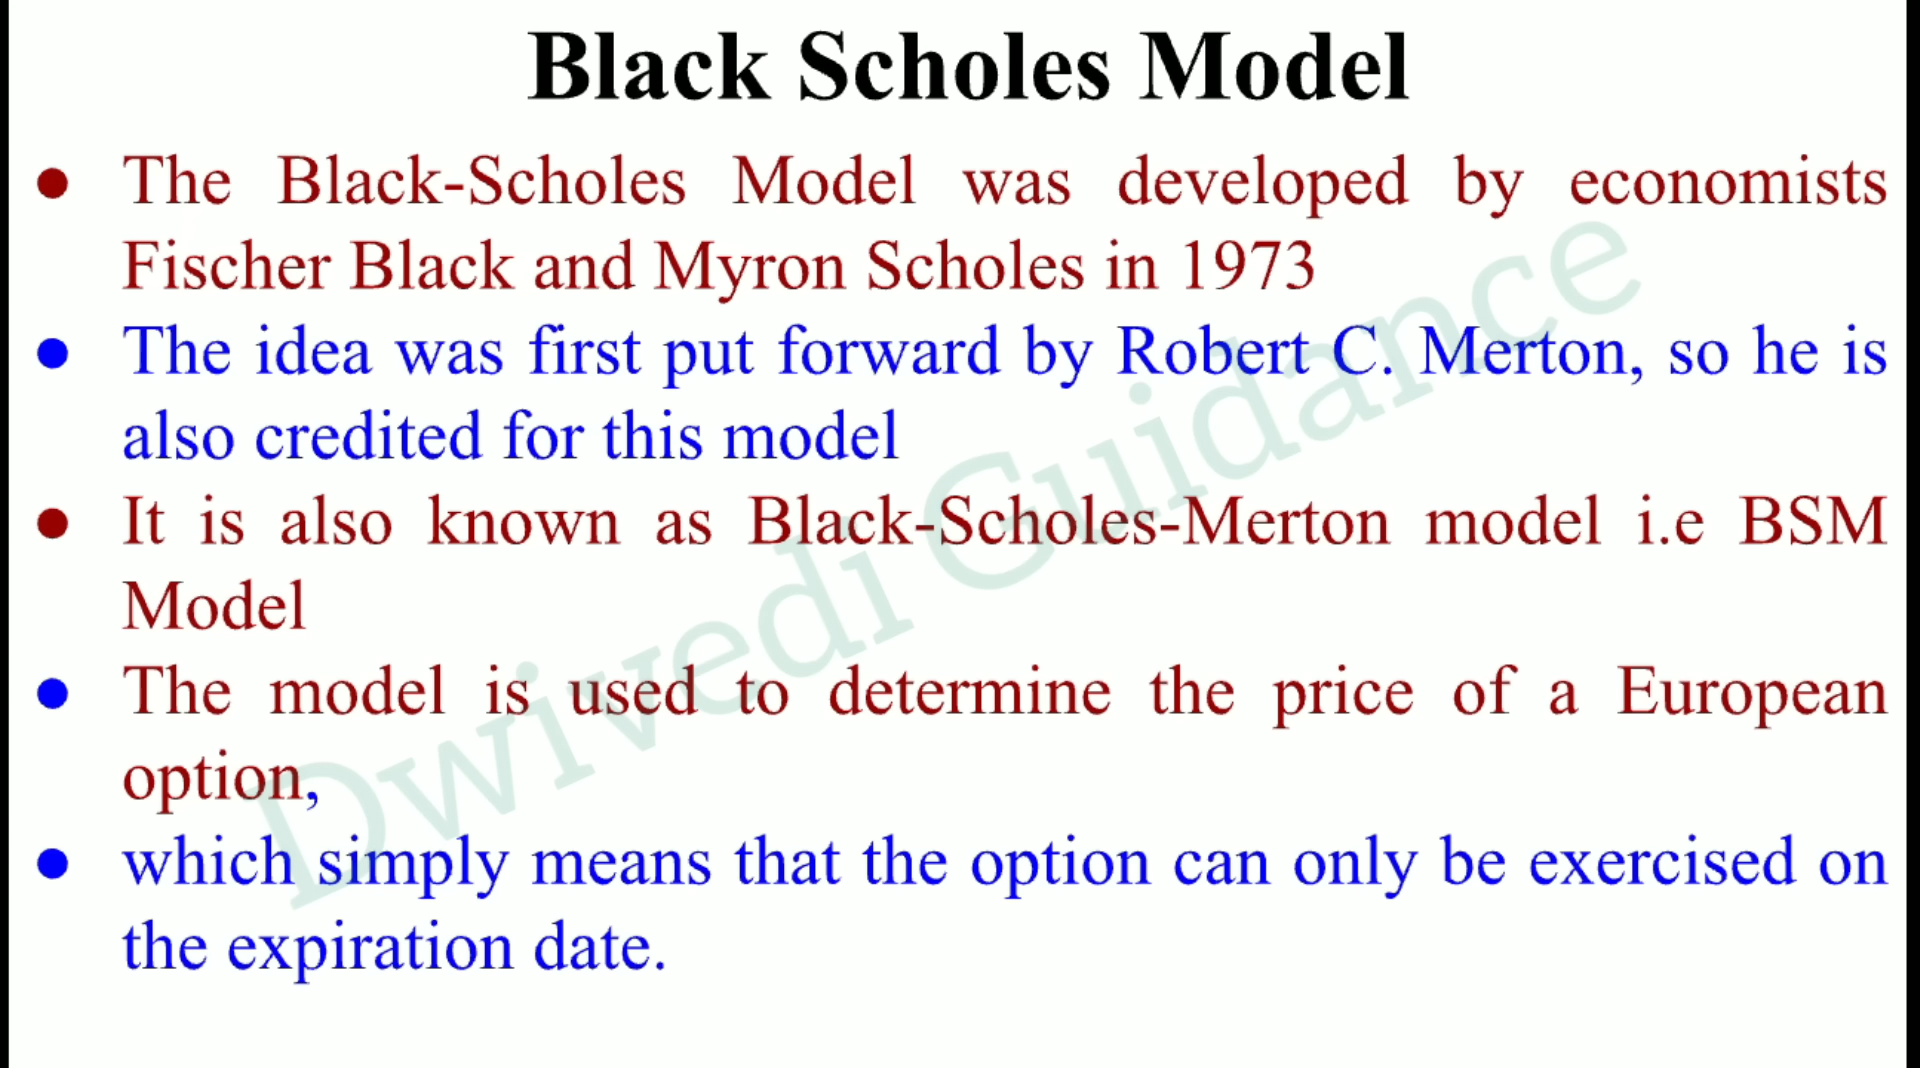 Black Scholes Model
● The Black-Scholes Model was developed by economists
Fischer Black and Myron Scholes in 1973
● The idea was first put forward by Robert C. Merton, so he is
also credited for this model
● It is also known as Black-Scholes-Merton model i.e BSM
Model
● The model is used to determine the price of a European
option,
● which simply means that the option can only be exercised on
the expiration date.
Dwivedi Guidance